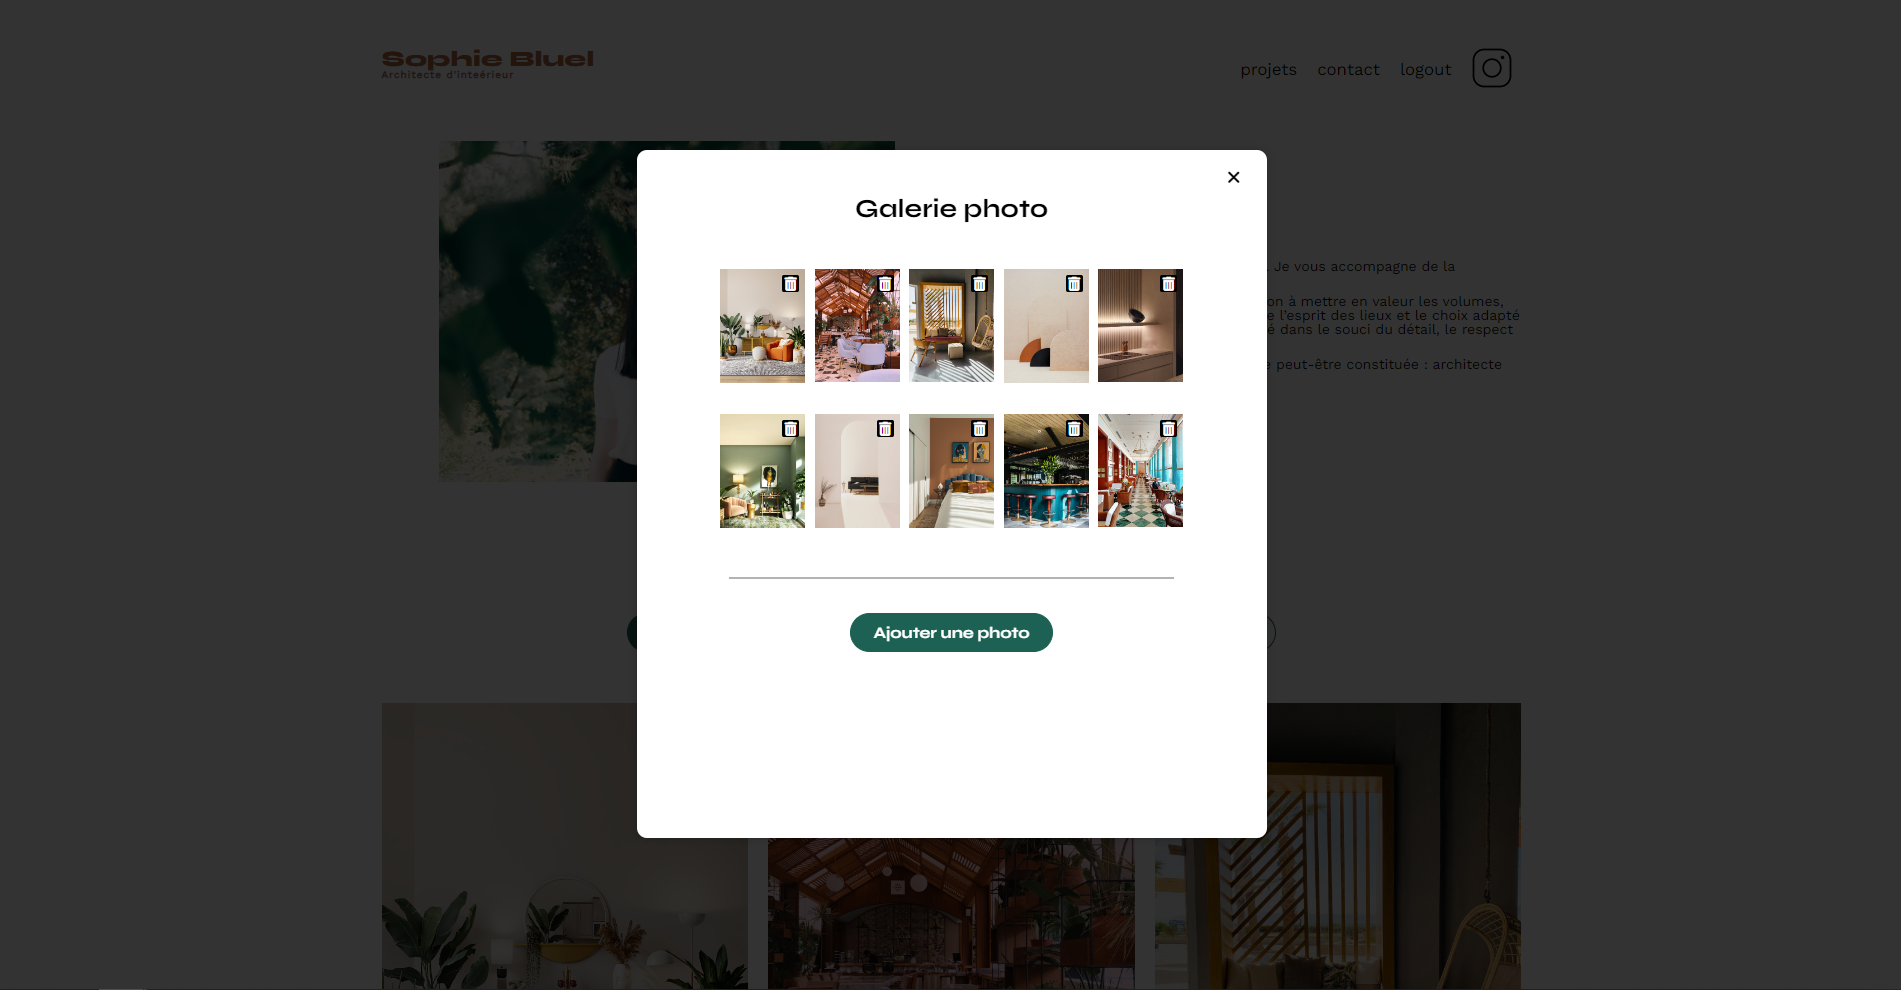 Sophie Bluel
Architecte d'inteérieur
projets
contact
logout
Galerie photo
. Je vous accompagne de la
on à mettre en valeur les volumes,
e l'esprit des lieux et le choix adapté
é dans le souci du détail, le respect
e peut-être constituée : architecte
Ajouter une photo